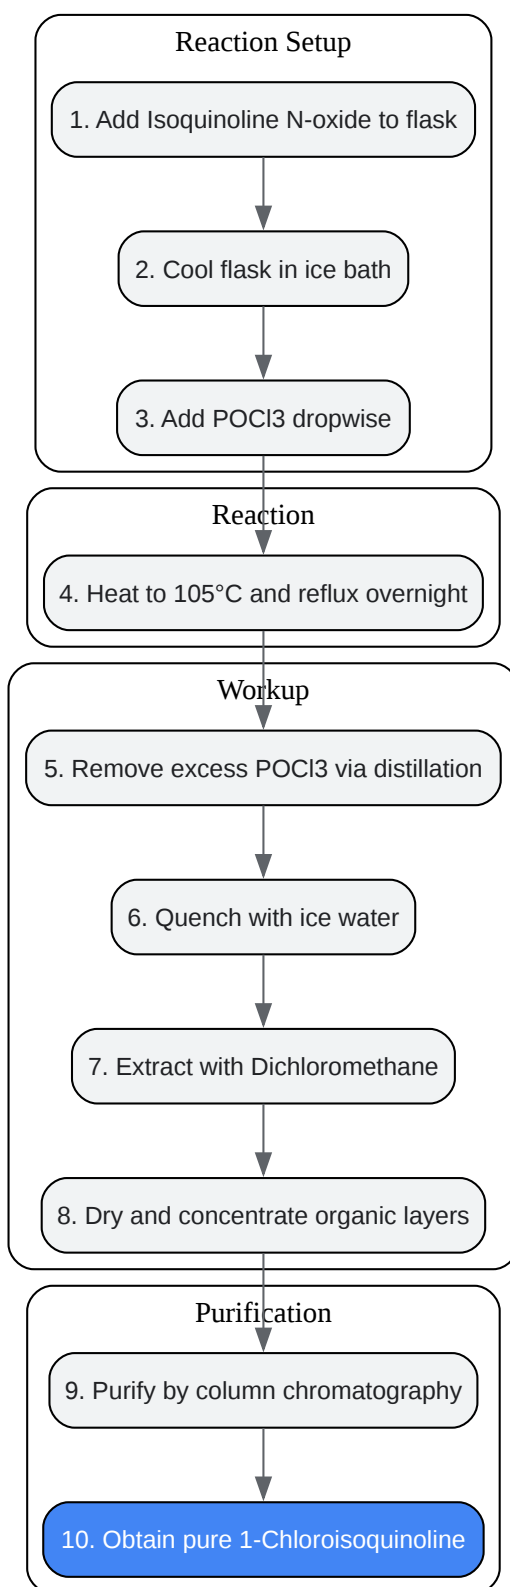 Reaction Setup
1. Add Isoquinoline N-oxide to flask
2. Cool flask in ice bath
3. Add POCl3 dropwise
Reaction
4. Heat to 105°C and reflux overnight
Workup
5. Remove excess POCl3 via distillation
6. Quench with ice water
7. Extract with Dichloromethane
8. Dry and concentrate organic layers
Purification
9. Purify by column chromatography
10. Obtain pure 1-Chloroisoquinoline